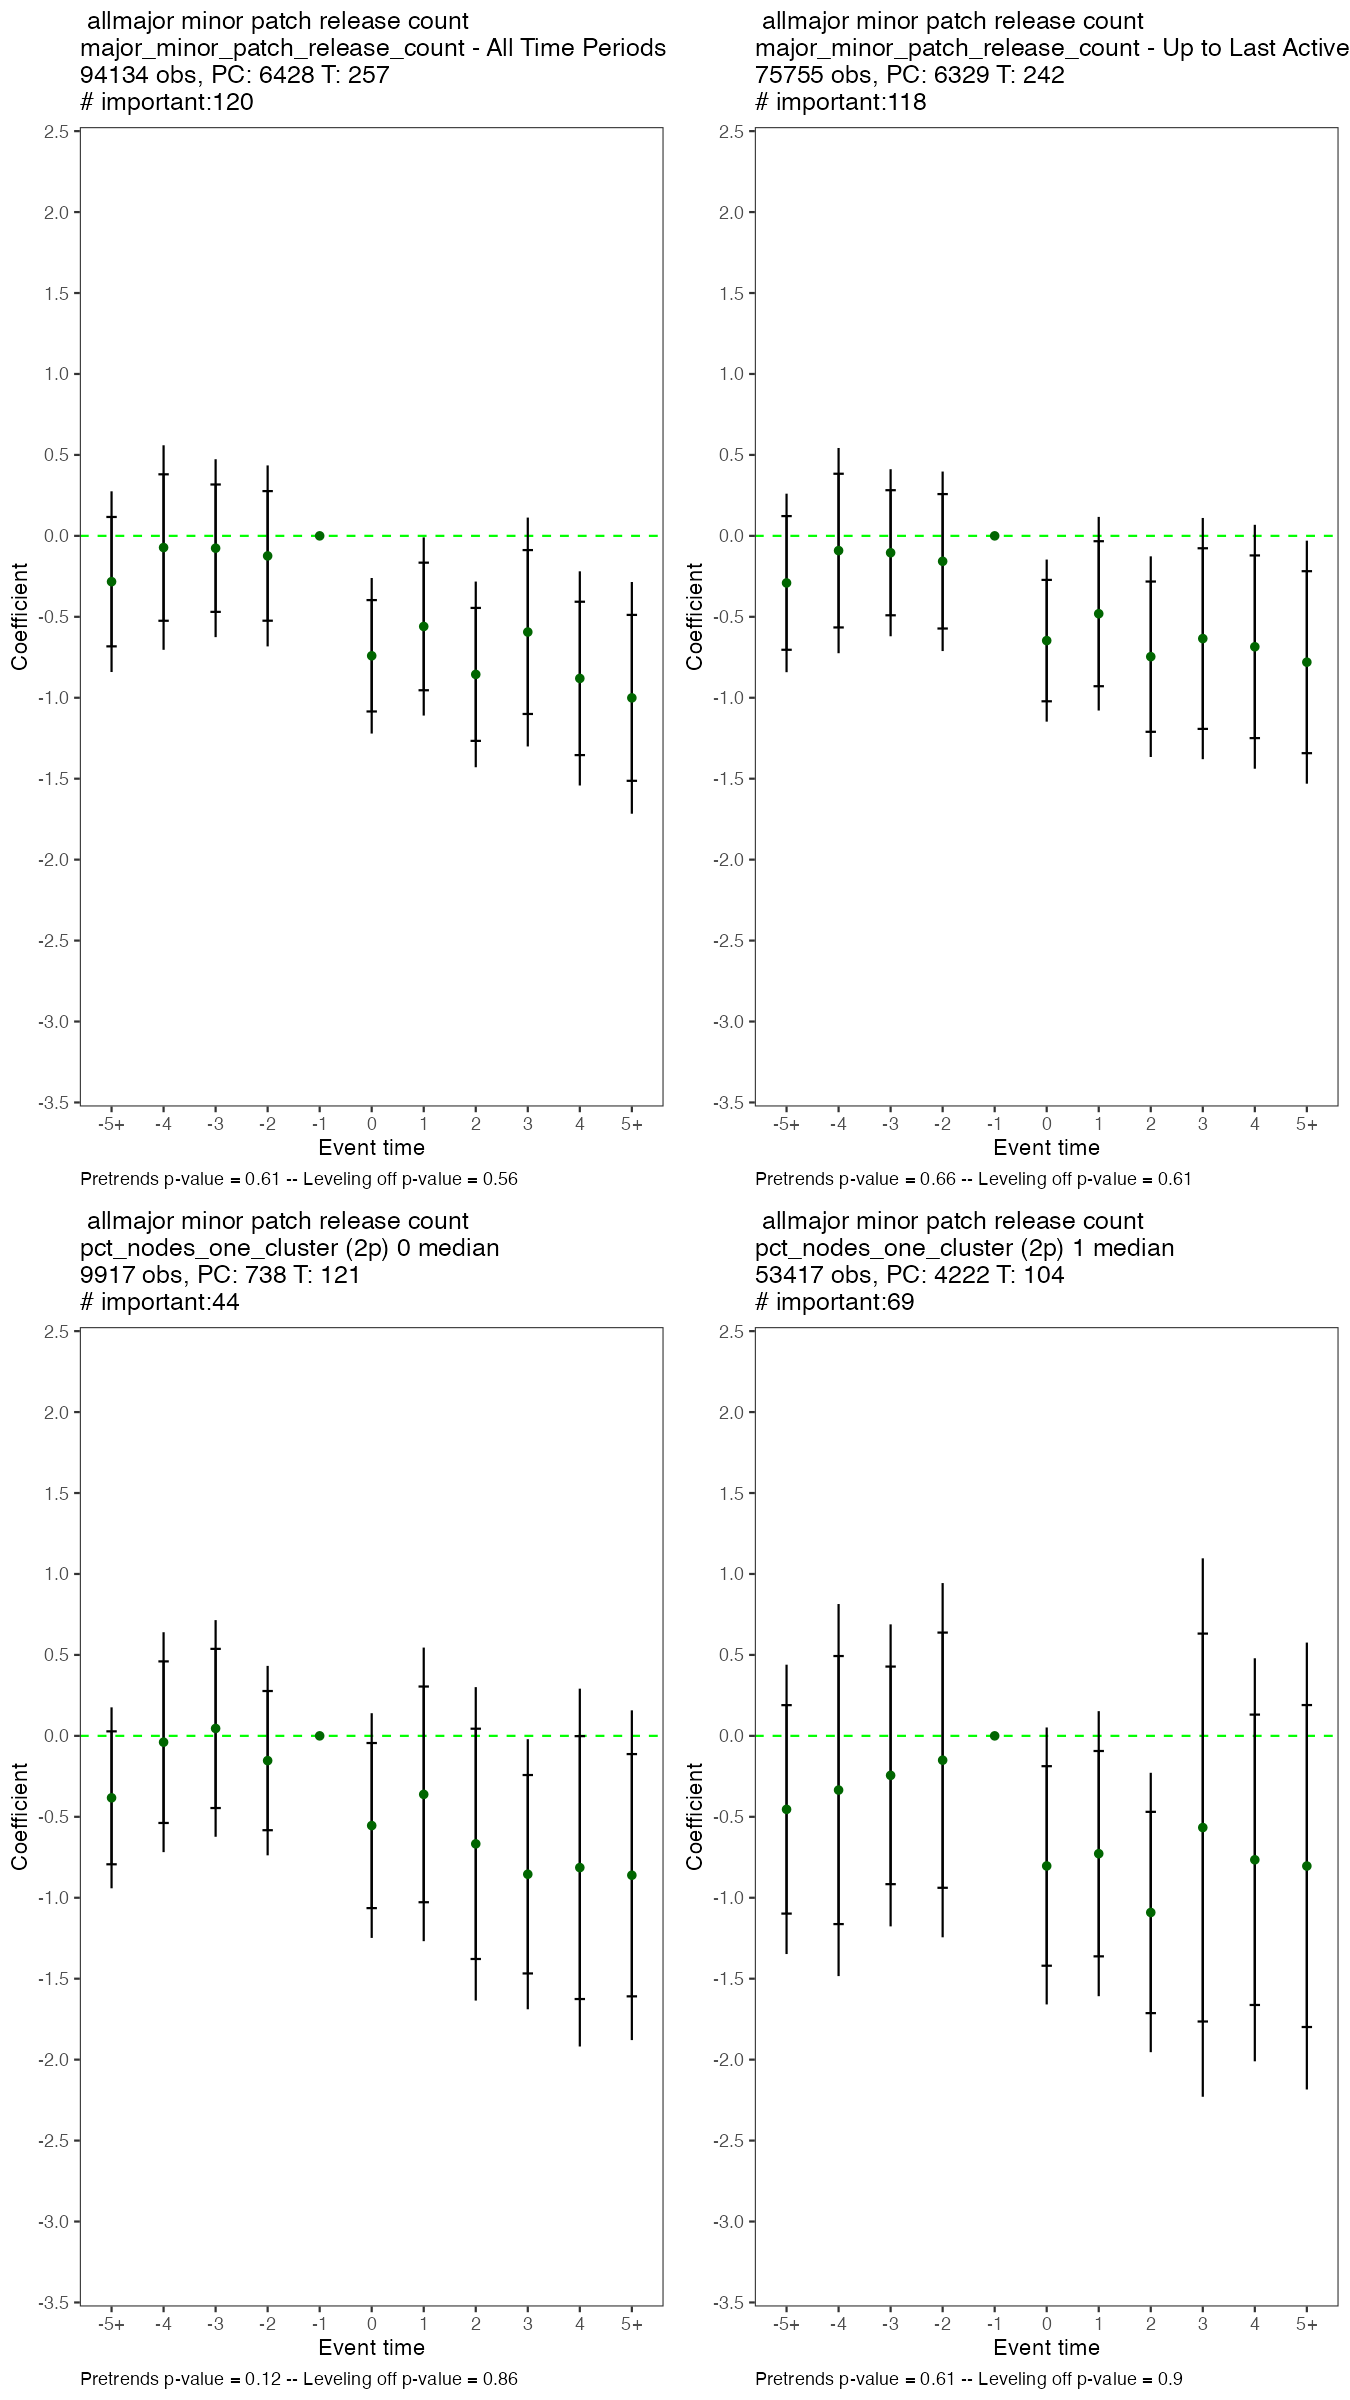 allmajor minor patch release count
major_minor_patch_release_count - All Time Periods
94134 obs, PC: 6428 T: 257
# important:120
2.5
2.0
1.5
1.0
0.5
0.0
-0.5
-1.0
-1.5
-2.0
-2.5
-3.0
-3.5
Coefficient
-5+ -4 -3 -2 -1 0 1 2 3 4 5+
Event time
Pretrends p-value = 0.61 -- Leveling off p-value = 0.56
allmajor minor patch release count
major_minor_patch_release_count - Up to Last Active
75755 obs, PC: 6329 T: 242
# important:118
2.5
2.0
1.5
1.0
0.5
0.0
-0.5
-1.0
-1.5
-2.0
-2.5
-3.0
-3.5
Coefficient
-5+ -4 -3 -2 -1 0 1 2 3 4 5+
Event time
Pretrends p-value = 0.66 -- Leveling off p-value = 0.61
allmajor minor patch release count
pct_nodes_one_cluster (2p) 0 median
9917 obs, PC: 738 T: 121
# important:44
2.5
2.0
1.5
1.0
0.5
0.0
-0.5
-1.0
-1.5
-2.0
-2.5
-3.0
-3.5
Coefficient
-5+ -4 -3 -2 -1 0 1 2 3 4 5+
Event time
Pretrends p-value = 0.12 -- Leveling off p-value = 0.86
allmajor minor patch release count
pct_nodes_one_cluster (2p) 1 median
53417 obs, PC: 4222 T: 104
# important:69
2.5
2.0
1.5
1.0
0.5
0.0
-0.5
-1.0
-1.5
-2.0
-2.5
-3.0
-3.5
Coefficient
-5+ -4 -3 -2 -1 0 1 2 3 4 5+
Event time
Pretrends p-value = 0.61 -- Leveling off p-value = 0.9